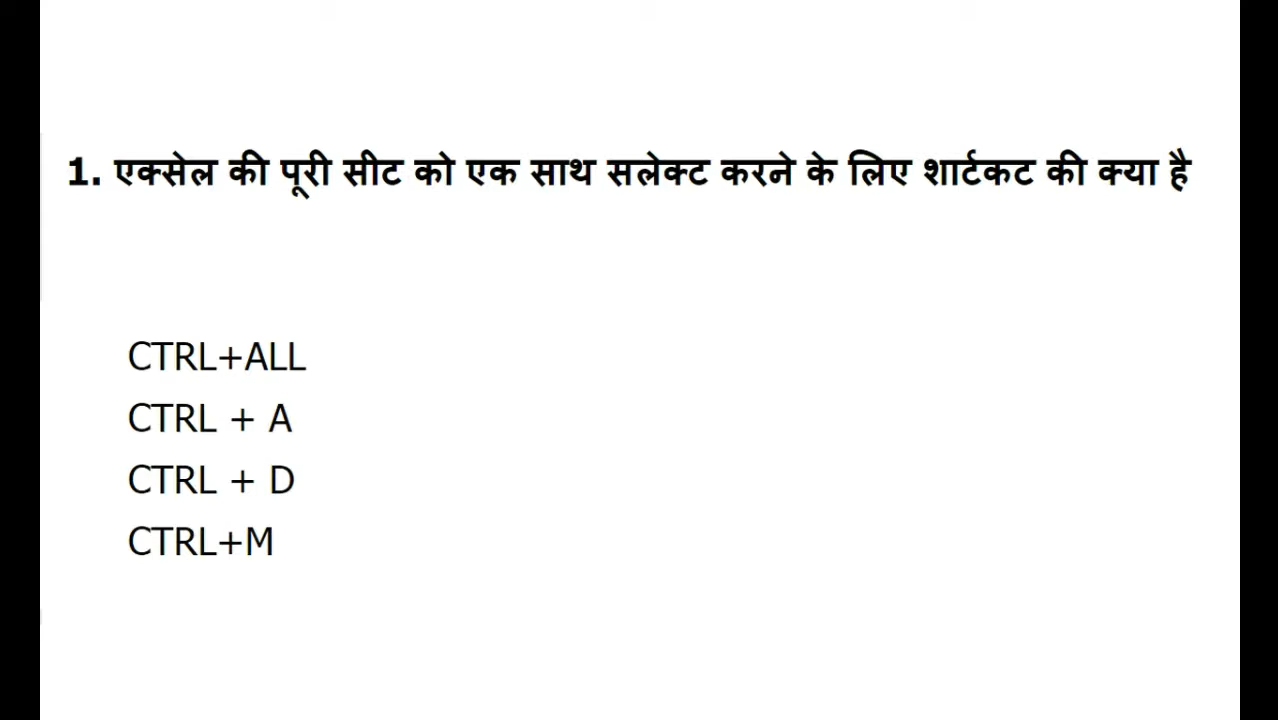 1. एक्सेल की पूरी सीट को एक साथ सलेक्ट करने के लिए शार्टकट की क्या है
CTRL+ALL
CTRL + A
CTRL + D
CTRL+M